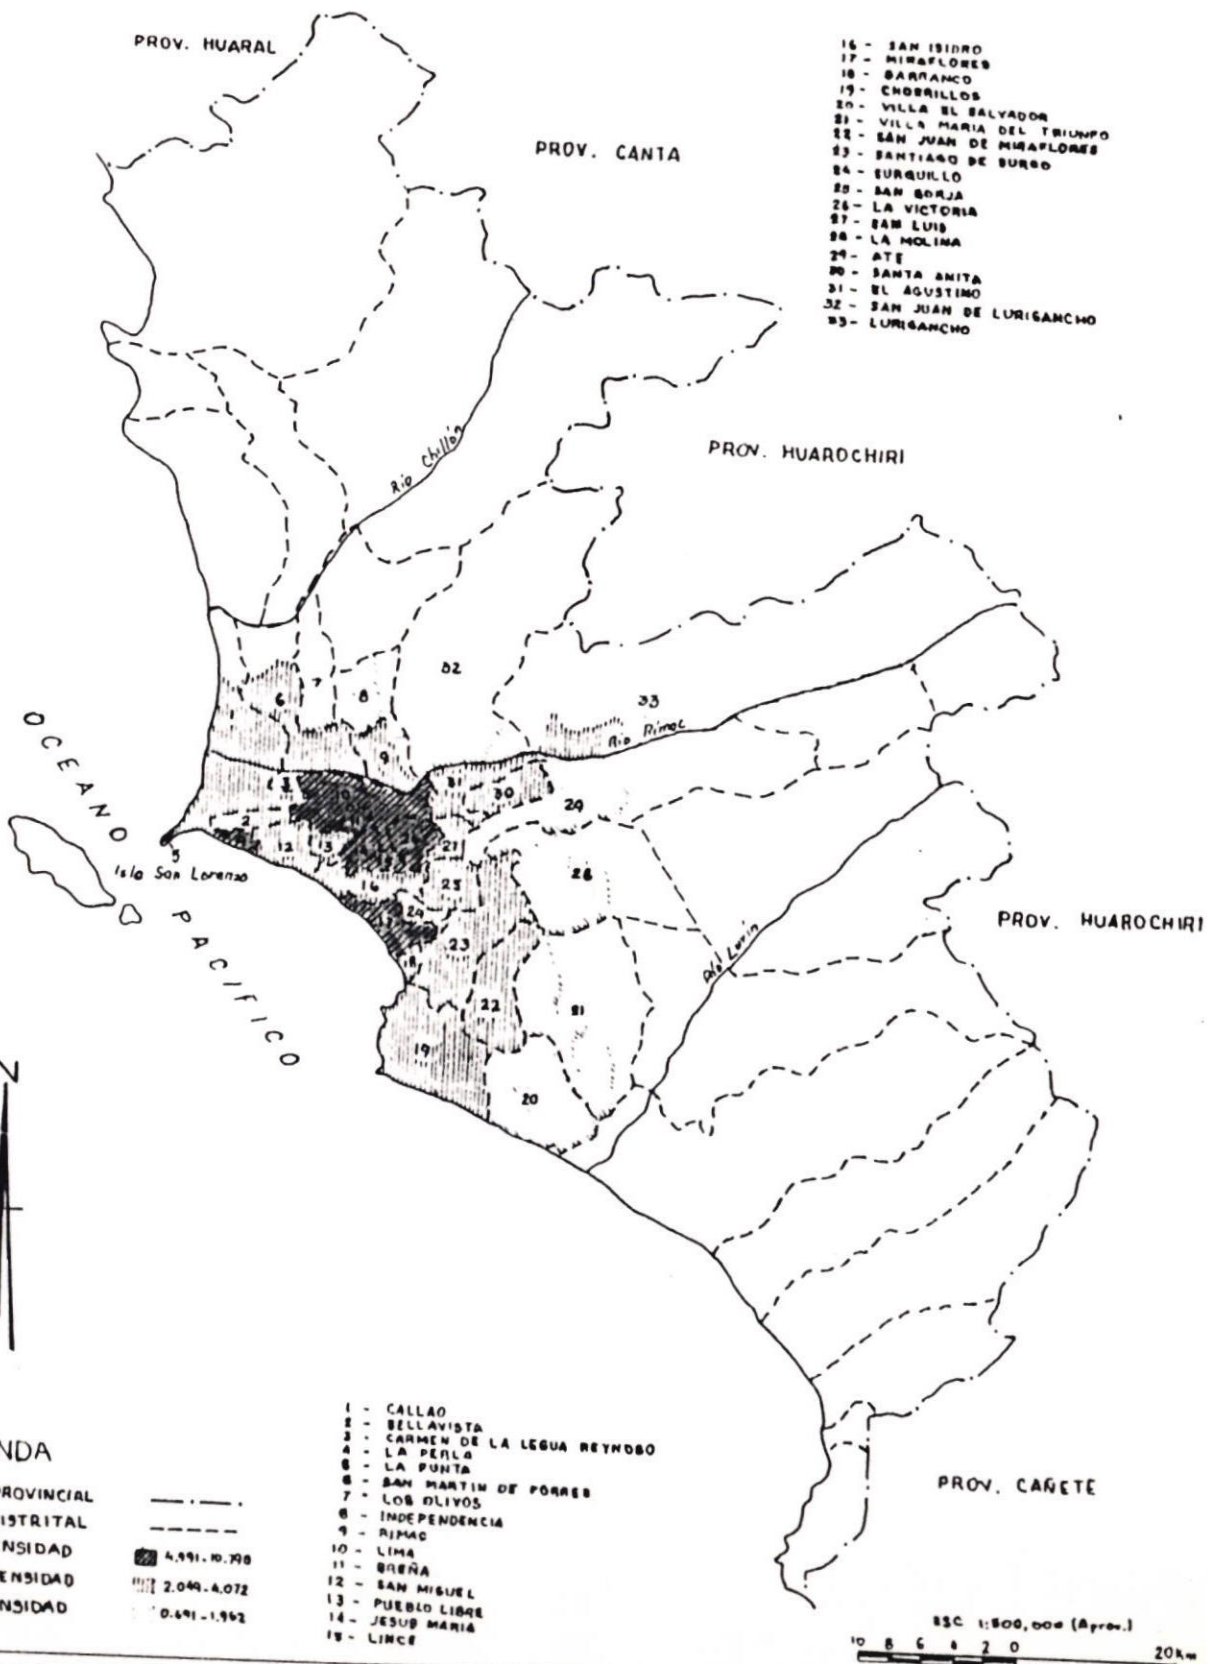 PROV. HUARAL
PROV. CANTA
16 - SAN ISIDRO
17 - MIRAFLORES
18 - BARRANCO
19 - CHORRILLOS
20 - VILLA EL SALVADOR
21 - VILLA MARIA DEL TRIUNFO
22 - SAN JUAN DE MIRAFLORES
23 - SANTIAGO DE SURCO
24 - SURQUILLO
25 - SAN BORJA
26 - LA VICTORIA
27 - SAN LUIS
28 - LA MOLINA
29 - ATE
30 - SANTA ANITA
31 - EL AGUSTINO
32 - SAN JUAN DE LURIGANCHO
33 - LURIGANCHO
PROV. HUAROCHIRI
Río Chillón
32
33
6
7
8
1
Río Rimac
9
3
10
31
30
29
2
12
13
27
5
Isla San Lorenzo
16
25
28
24
17
23
18
22
21
19
20
OCEANO PACIFICO
Río Lurín
PROV. HUAROCHIRI
N
1 - CALLAO
2 - BELLAVISTA
3 - CARMEN DE LA LEGUA REYNOSO
4 - LA PERLA
5 - LA PUNTA
6 - SAN MARTIN DE PORRES
7 - LOS OLIVOS
8 - INDEPENDENCIA
9 - RIMAC
10 - LIMA
11 - BREÑA
12 - SAN MIGUEL
13 - PUEBLO LIBRE
14 - JESUS MARIA
15 - LINCE
NDA
ROVINCIAL
ISTRITAL
NSIDAD 4,991-10.790
ENSIDAD 2.049-4.072
NSIDAD 0.691-1.962
PROV. CAÑETE
ESC 1:500,000 (Aprox.)
10 8 6 4 2 0 20Km